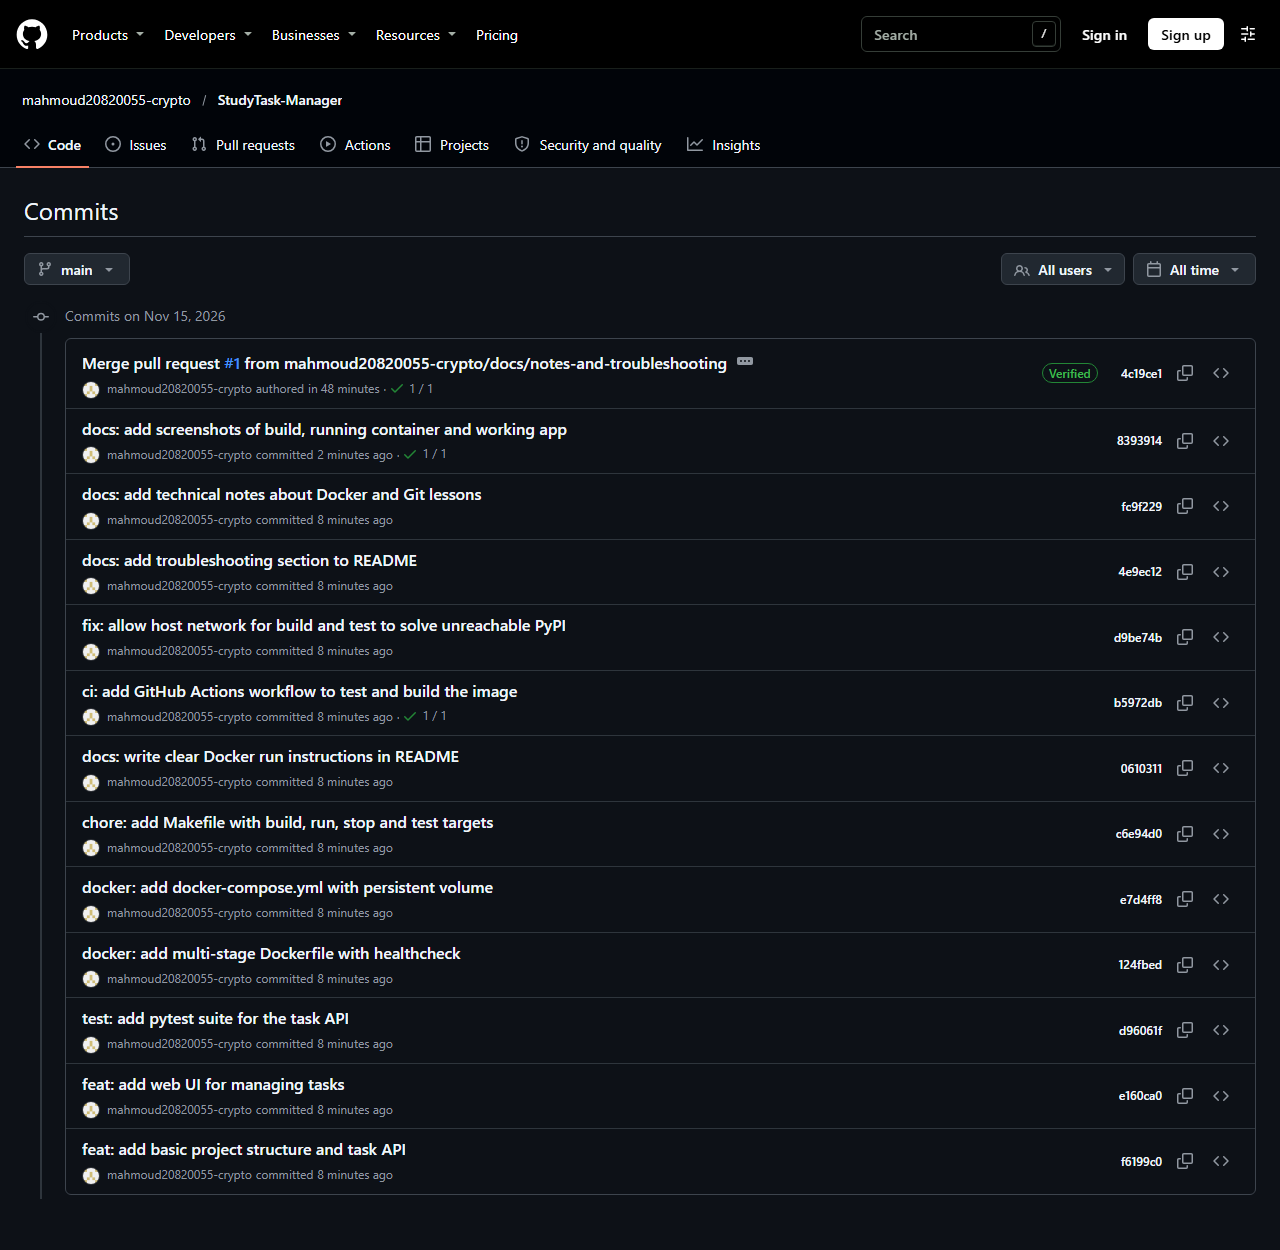 Products Developers Businesses Resources Pricing Search / Sign in Sign up
mahmoud20820055-crypto / StudyTask-Manager
Code Issues Pull requests Actions Projects Security and quality Insights
Commits
main All users All time
Commits on Nov 15, 2026
Merge pull request #1 from mahmoud20820055-crypto/docs/notes-and-troubleshooting
mahmoud20820055-crypto authored in 48 minutes · 1 / 1
Verified 4c19ce1
docs: add screenshots of build, running container and working app
mahmoud20820055-crypto committed 2 minutes ago · 1 / 1
8393914
docs: add technical notes about Docker and Git lessons
mahmoud20820055-crypto committed 8 minutes ago
fc9f229
docs: add troubleshooting section to README
mahmoud20820055-crypto committed 8 minutes ago
4e9ec12
fix: allow host network for build and test to solve unreachable PyPI
mahmoud20820055-crypto committed 8 minutes ago
d9be74b
ci: add GitHub Actions workflow to test and build the image
mahmoud20820055-crypto committed 8 minutes ago · 1 / 1
b5972db
docs: write clear Docker run instructions in README
mahmoud20820055-crypto committed 8 minutes ago
0610311
chore: add Makefile with build, run, stop and test targets
mahmoud20820055-crypto committed 8 minutes ago
c6e94d0
docker: add docker-compose.yml with persistent volume
mahmoud20820055-crypto committed 8 minutes ago
e7d4ff8
docker: add multi-stage Dockerfile with healthcheck
mahmoud20820055-crypto committed 8 minutes ago
124fbed
test: add pytest suite for the task API
mahmoud20820055-crypto committed 8 minutes ago
d96061f
feat: add web UI for managing tasks
mahmoud20820055-crypto committed 8 minutes ago
e160ca0
feat: add basic project structure and task API
mahmoud20820055-crypto committed 8 minutes ago
f6199c0